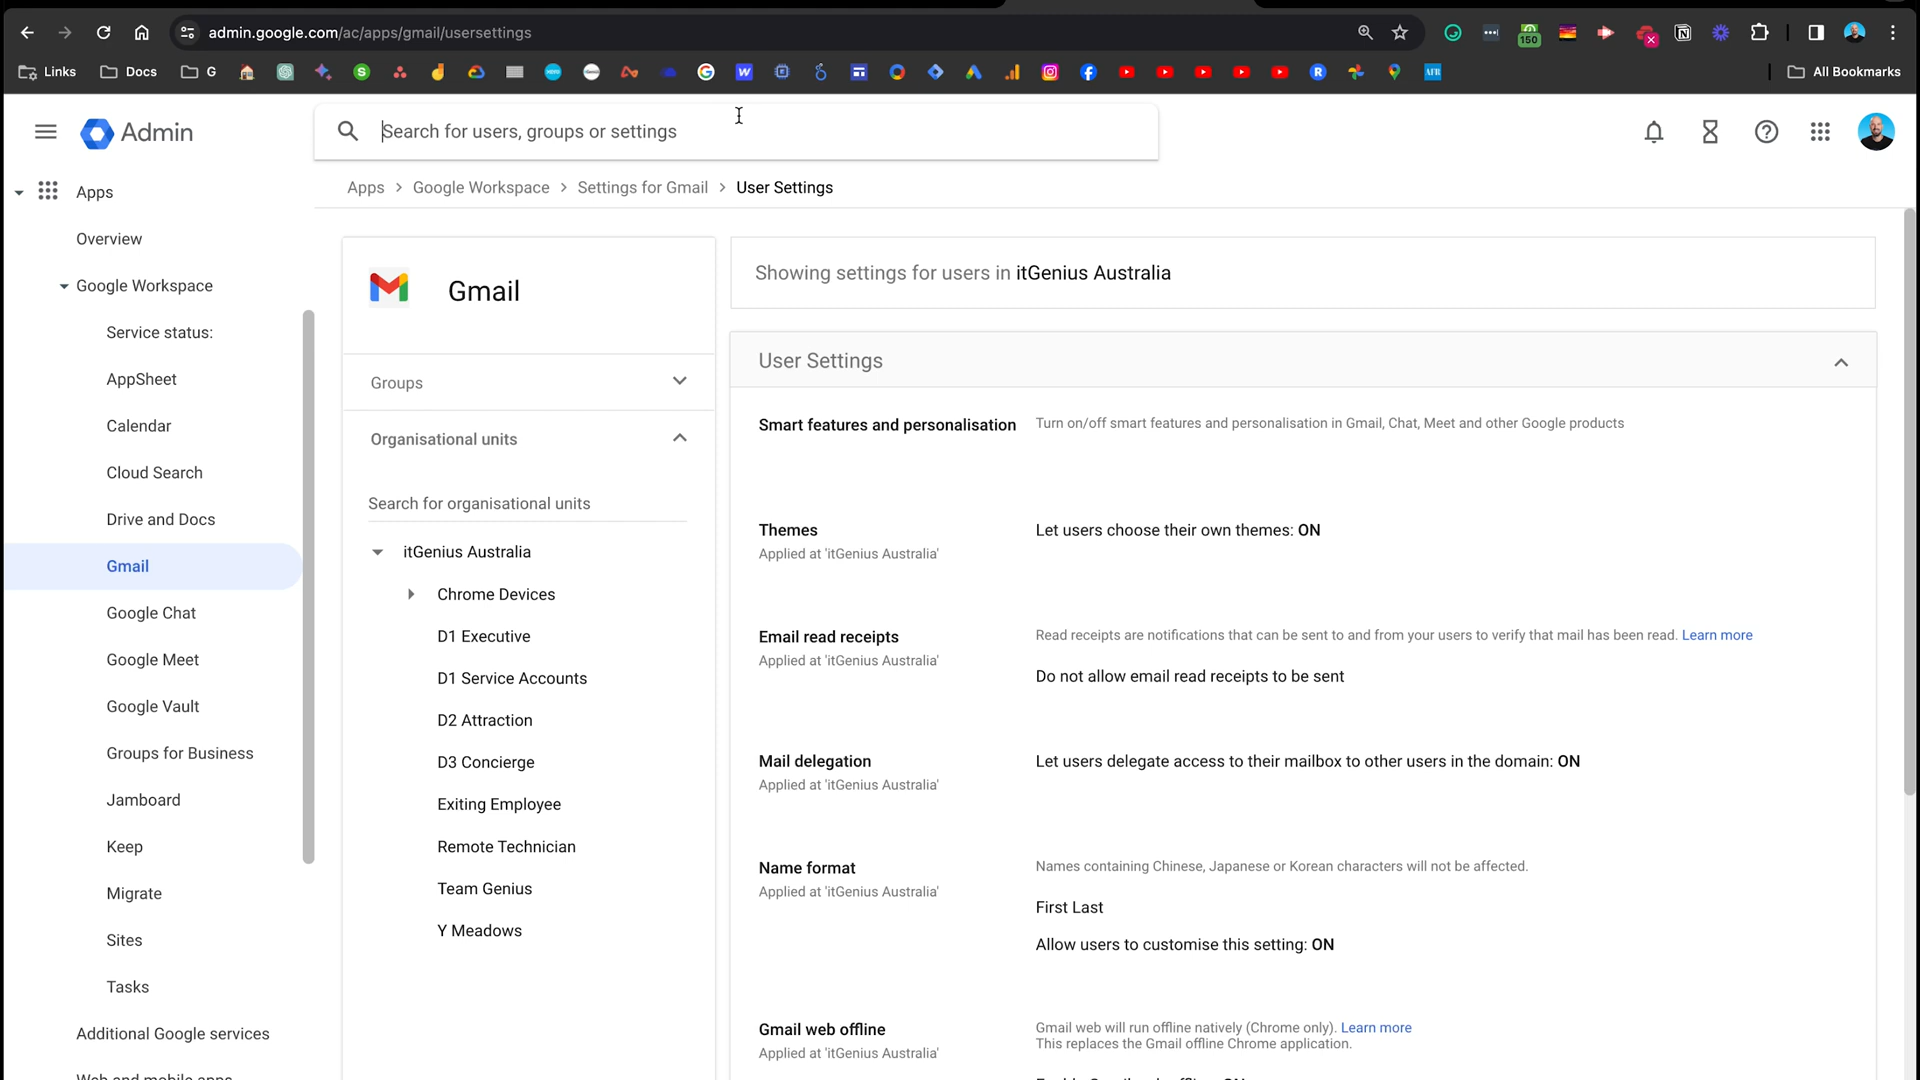 admin.google.com/ac/apps/gmail/usersettings
150
Links
Docs
G
All Bookmarks
Admin
Search for users, groups or settings
Apps
Overview
Google Workspace
Service status:
AppSheet
Calendar
Cloud Search
Drive and Docs
Gmail
Google Chat
Google Meet
Google Vault
Groups for Business
Jamboard
Keep
Migrate
Sites
Tasks
Additional Google services
Web and mobile apps
Apps > Google Workspace > Settings for Gmail > User Settings
Gmail
Groups
Organisational units
Search for organisational units
itGenius Australia
Chrome Devices
D1 Executive
D1 Service Accounts
D2 Attraction
D3 Concierge
Exiting Employee
Remote Technician
Team Genius
Y Meadows
Showing settings for users in itGenius Australia
User Settings
Smart features and personalisation
Turn on/off smart features and personalisation in Gmail, Chat, Meet and other Google products
Themes
Applied at 'itGenius Australia'
Let users choose their own themes: ON
Email read receipts
Applied at 'itGenius Australia'
Read receipts are notifications that can be sent to and from your users to verify that mail has been read. Learn more
Do not allow email read receipts to be sent
Mail delegation
Applied at 'itGenius Australia'
Let users delegate access to their mailbox to other users in the domain: ON
Name format
Applied at 'itGenius Australia'
Names containing Chinese, Japanese or Korean characters will not be affected.
First Last
Allow users to customise this setting: ON
Gmail web offline
Applied at 'itGenius Australia'
Gmail web will run offline natively (Chrome only). Learn more
This replaces the Gmail offline Chrome application.